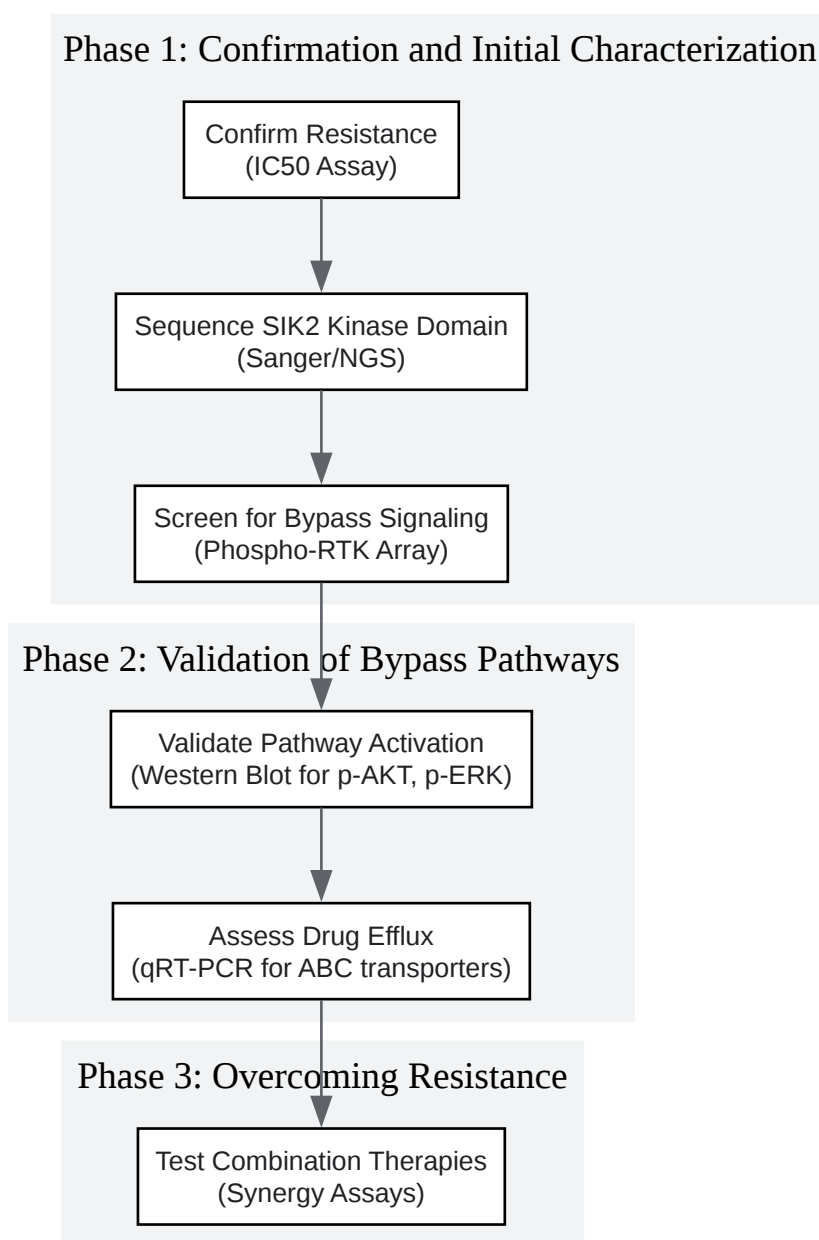 Phase 1: Confirmation and Initial Characterization
Confirm Resistance
(IC50 Assay)
Sequence SIK2 Kinase Domain
(Sanger/NGS)
Screen for Bypass Signaling
(Phospho-RTK Array)
Phase 2: Validation of Bypass Pathways
Validate Pathway Activation
(Western Blot for p-AKT, p-ERK)
Assess Drug Efflux
(qRT-PCR for ABC transporters)
Phase 3: Overcoming Resistance
Test Combination Therapies
(Synergy Assays)